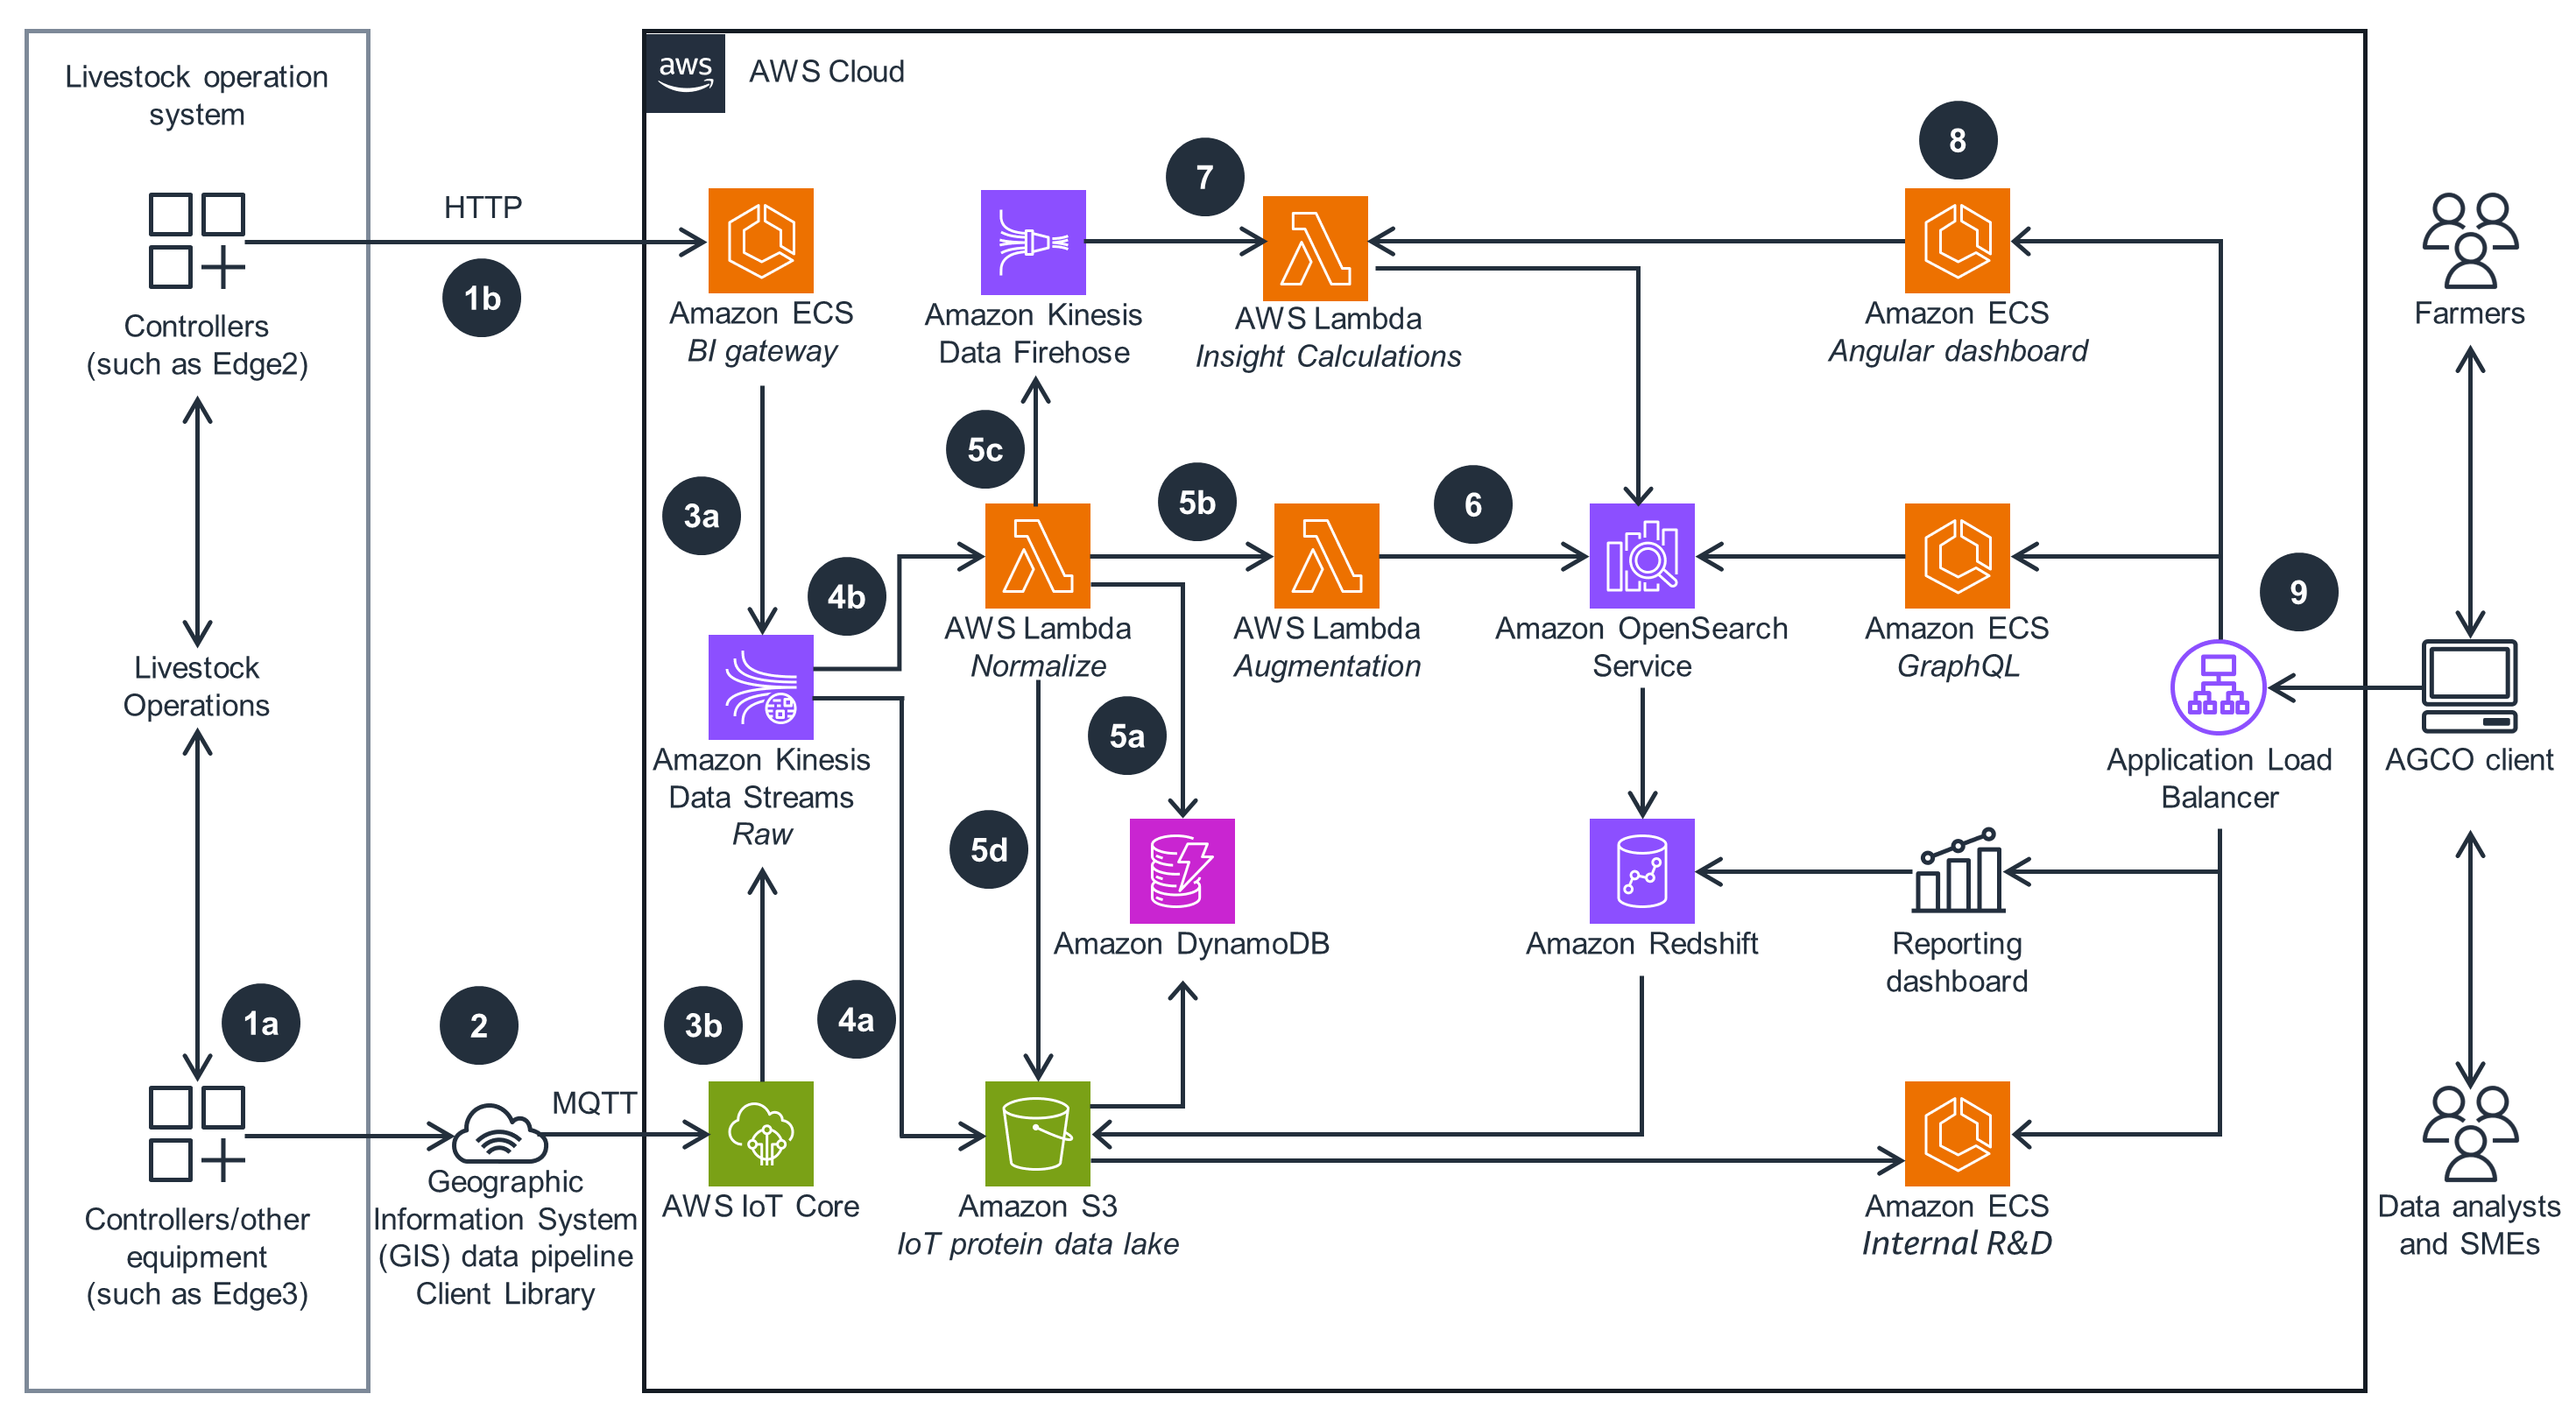 Livestock operation
system
aws
AWS Cloud
HTTP
1b
Controllers
(such as Edge2)
Amazon ECS
BI gateway
Amazon Kinesis
Data Firehose
7
AWS Lambda
Insight Calculations
8
Amazon ECS
Angular dashboard
Farmers
3a
5c
5b
6
4b
AWS Lambda
Normalize
AWS Lambda
Augmentation
Amazon OpenSearch
Service
Amazon ECS
GraphQL
9
Livestock
Operations
Amazon Kinesis
Data Streams
Raw
5a
5d
Application Load
Balancer
AGCO client
Amazon DynamoDB
Amazon Redshift
Reporting
dashboard
1a
2
3b
4a
MQTT
Controllers/other
equipment
(such as Edge3)
Geographic
Information System
(GIS) data pipeline
Client Library
AWS IoT Core
Amazon S3
IoT protein data lake
Amazon ECS
Internal R&D
Data analysts
and SMEs